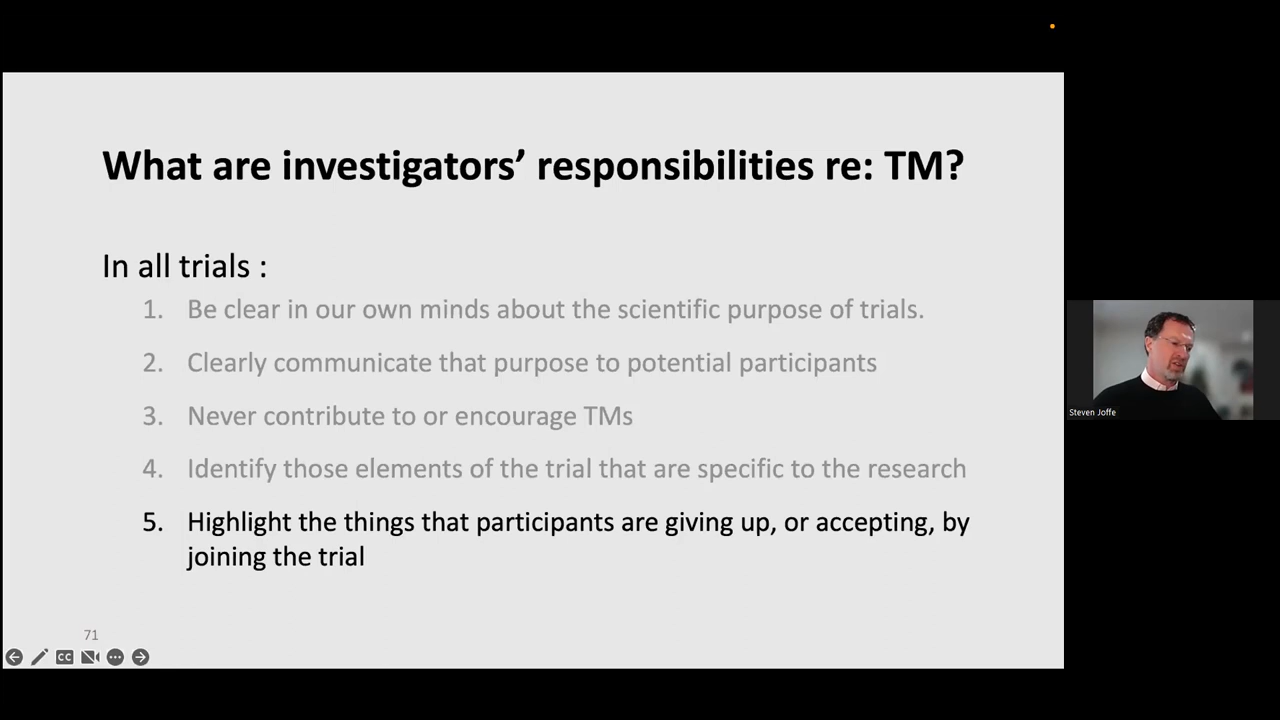 What are investigators’ responsibilities re: TM?
In all trials :
1. Be clear in our own minds about the scientific purpose of trials.
2. Clearly communicate that purpose to potential participants
3. Never contribute to or encourage TMs
4. Identify those elements of the trial that are specific to the research
5. Highlight the things that participants are giving up, or accepting, by
joining the trial
Steven Joffe
71
CC